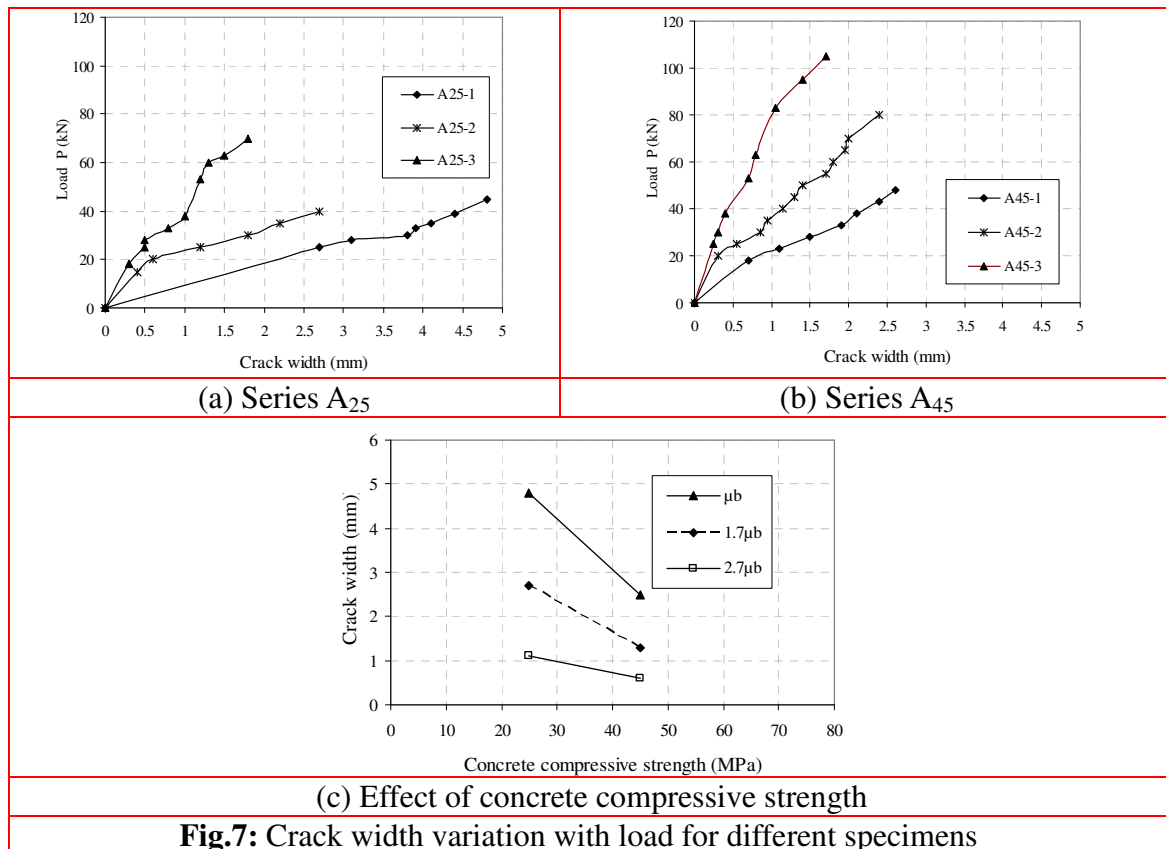 120
100
80
60
40
20
0
Load P (kN)
A25-1
A25-2
A25-3
0 0.5 1 1.5 2 2.5 3 3.5 4 4.5 5
Crack width (mm)
(a) Series A25
120
100
80
60
40
20
0
Load P (kN)
A45-1
A45-2
A45-3
0 0.5 1 1.5 2 2.5 3 3.5 4 4.5 5
Crack width (mm)
(b) Series A45
6
5
4
3
2
1
0
Crack width (mm)
µb
1.7µb
2.7µb
0 10 20 30 40 50 60 70 80
Concrete compressive strength (MPa)
(c) Effect of concrete compressive strength
Fig.7: Crack width variation with load for different specimens